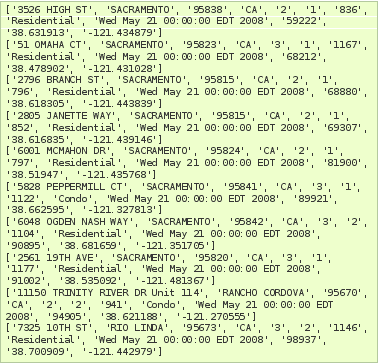 ['3526 HIGH ST', 'SACRAMENTO', '95838', 'CA', '2', '1', '836',
'Residential', 'Wed May 21 00:00:00 EDT 2008', '59222',
'38.631913', '-121.434879']
['51 OMAHA CT', 'SACRAMENTO', '95823', 'CA', '3', '1', '1167',
'Residential', 'Wed May 21 00:00:00 EDT 2008', '68212',
'38.478902', '-121.431028']
['2796 BRANCH ST', 'SACRAMENTO', '95815', 'CA', '2', '1',
'796', 'Residential', 'Wed May 21 00:00:00 EDT 2008', '68880',
'38.618305', '-121.443839']
['2805 JANETTE WAY', 'SACRAMENTO', '95815', 'CA', '2', '1',
'852', 'Residential', 'Wed May 21 00:00:00 EDT 2008', '69307',
'38.616835', '-121.439146']
['6001 MCMAHON DR', 'SACRAMENTO', '95824', 'CA', '2', '1',
'797', 'Residential', 'Wed May 21 00:00:00 EDT 2008', '81900',
'38.51947', '-121.435768']
['5828 PEPPERMILL CT', 'SACRAMENTO', '95841', 'CA', '3', '1',
'1122', 'Condo', 'Wed May 21 00:00:00 EDT 2008', '89921',
'38.662595', '-121.327813']
['6048 OGDEN NASH WAY', 'SACRAMENTO', '95842', 'CA', '3', '2',
'1104', 'Residential', 'Wed May 21 00:00:00 EDT 2008',
'90895', '38.681659', '-121.351705']
['2561 19TH AVE', 'SACRAMENTO', '95820', 'CA', '3', '1',
'1177', 'Residential', 'Wed May 21 00:00:00 EDT 2008',
'91002', '38.535092', '-121.481367']
['11150 TRINITY RIVER DR Unit 114', 'RANCHO CORDOVA', '95670',
'CA', '2', '2', '941', 'Condo', 'Wed May 21 00:00:00 EDT
2008', '94905', '38.621188', '-121.270555']
['7325 10TH ST', 'RIO LINDA', '95673', 'CA', '3', '2', '1146',
'Residential', 'Wed May 21 00:00:00 EDT 2008', '98937',
'38.700909', '-121.442979']